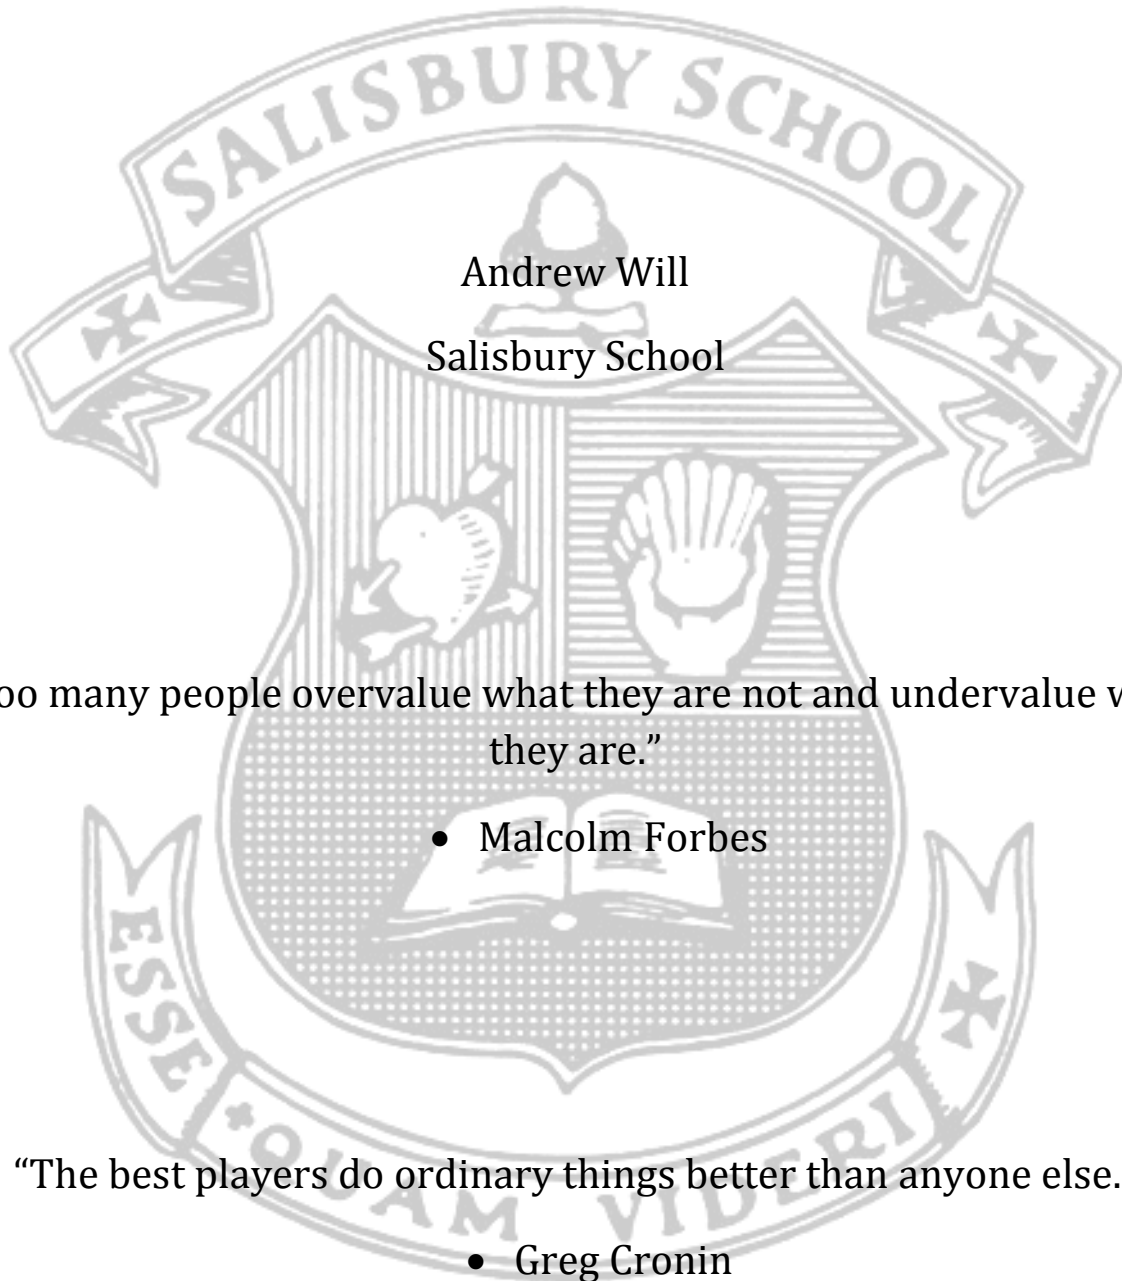 SALISBURY SCHOOL
Andrew Will
Salisbury School
oo many people overvalue what they are not and undervalue w
they are.”
• Malcolm Forbes
ESSE QUAM VIDERI
“The best players do ordinary things better than anyone else.
• Greg Cronin